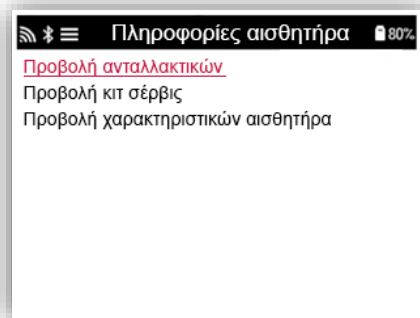 Πληροφορίες αισθητήρα 80%
Προβολή ανταλλακτικών
Προβολή κιτ σέρβις
Προβολή χαρακτηριστικών αισθητήρα